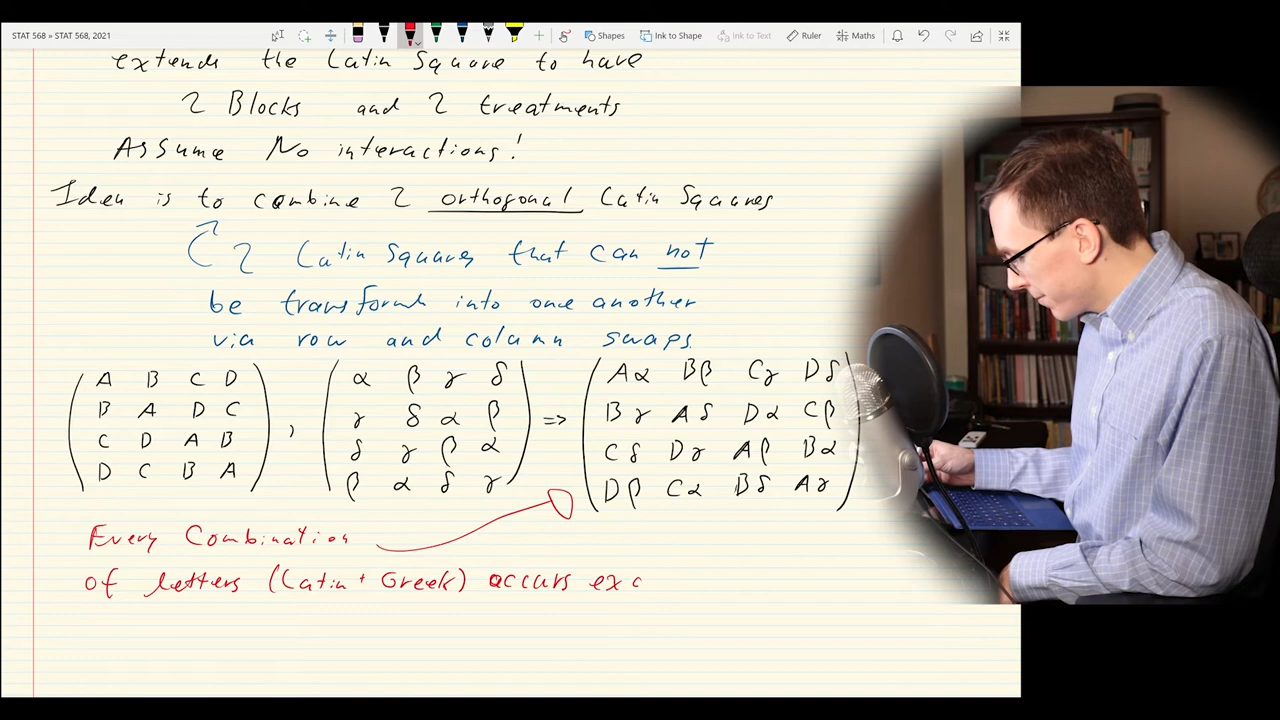 STAT 568 » STAT 568, 2021
Shapes Ink to Shape Ink to Text Ruler Maths
extends the Latin Square to have
2 Blocks and 2 treatments
Assume No interactions!
Idea is to combine 2 orthogonal Latin Squares
2 Latin Squares that can not
be transform into one another
via row and column swaps
A B C D
B A D C
C D A B
D C B A
,
α β γ δ
γ δ α β
δ γ β α
β α δ γ
⇒
Aα Bβ Cγ Dδ
Bγ Aδ Dα Cβ
Cδ Dγ Aβ Bα
Dβ Cα Bδ Aγ
Every Combination
of letters (Latin + Greek) occurs exa